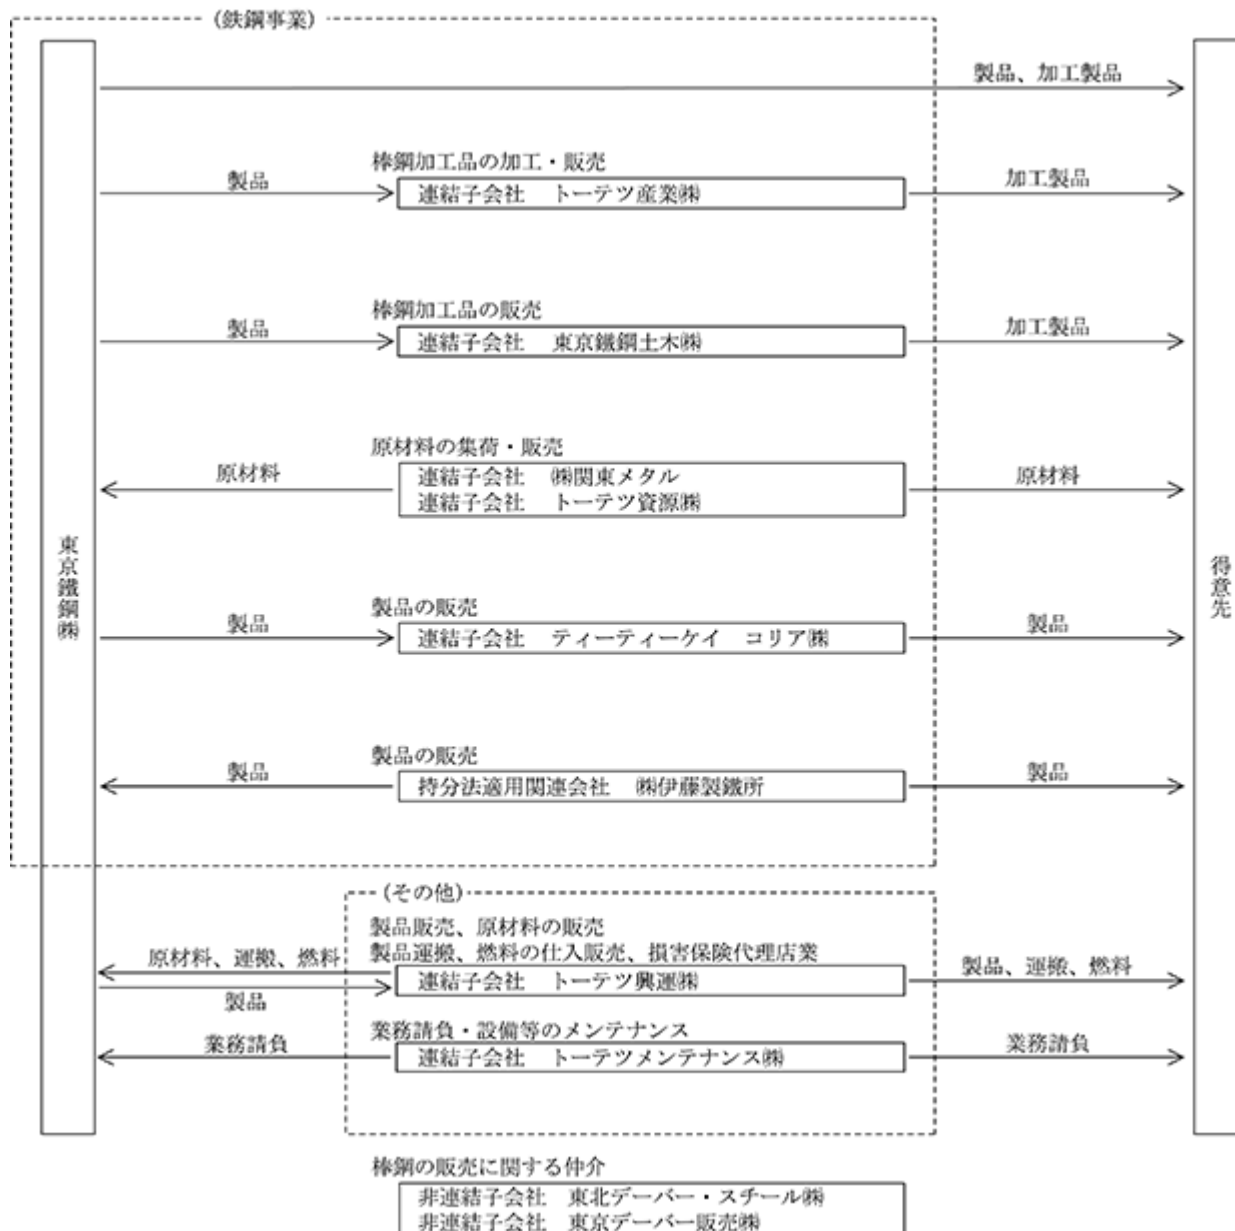 (鉄鋼事業)
製品、加工製品
棒鋼加工品の加工・販売
製品
連結子会社 トーテツ産業㈱
加工製品
棒鋼加工品の販売
製品
連結子会社 東京鐵鋼土木㈱
加工製品
原材料の集荷・販売
原材料
連結子会社 ㈱関東メタル
連結子会社 トーテツ資源㈱
原材料
東京鐵鋼㈱
得意先
製品の販売
製品
連結子会社 ティーティーケイ コリア㈱
製品
製品の販売
製品
持分法適用関連会社 ㈱伊藤製鐵所
製品
(その他)
製品販売、原材料の販売
製品運搬、燃料の仕入販売、損害保険代理店業
原材料、運搬、燃料
連結子会社 トーテツ興運㈱
製品、運搬、燃料
製品
業務請負・設備等のメンテナンス
業務請負
連結子会社 トーテツメンテナンス㈱
業務請負
棒鋼の販売に関する仲介
非連結子会社 東北デーバー・スチール㈱
非連結子会社 東京デーバー販売㈱